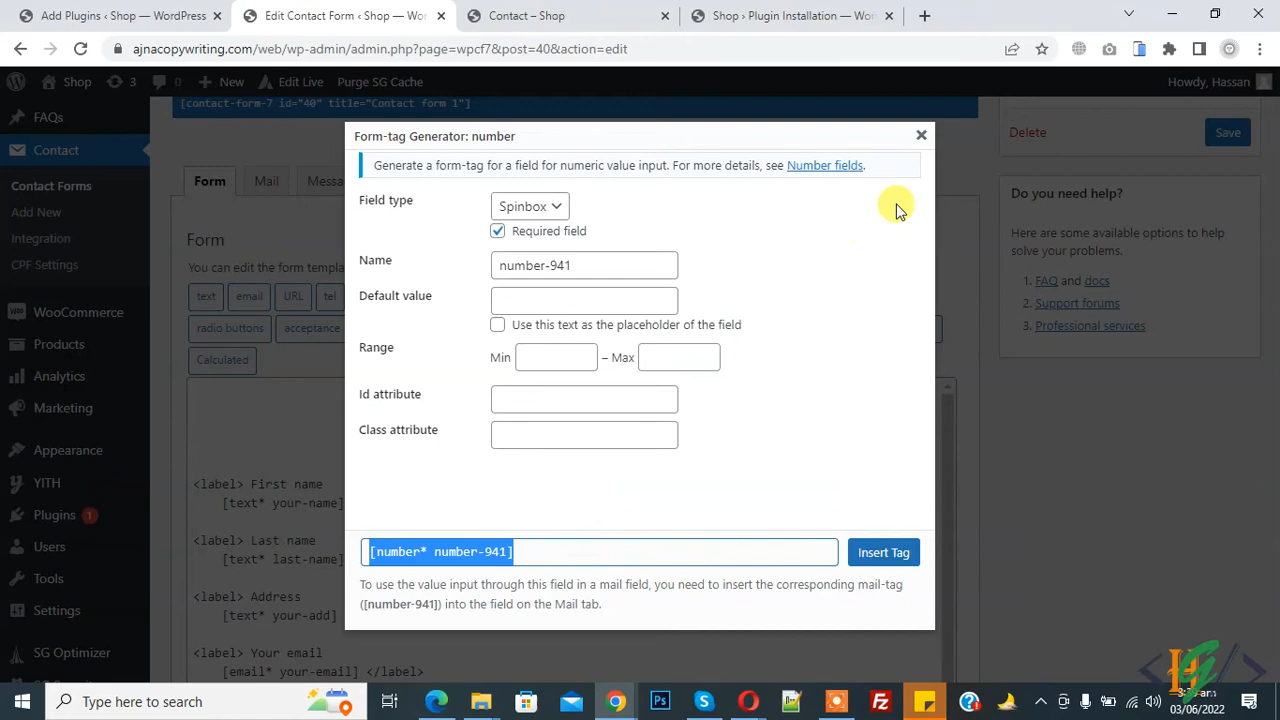 Add Plugins ‹ Shop — WordPress
Edit Contact Form ‹ Shop — Word
Contact – Shop
Shop › Plugin Installation — Wor
ajnacopywriting.com/web/wp-admin/admin.php?page=wpcf7&post=40&action=edit
Shop
3
0
New
Edit Live
Purge SG Cache
Howdy, Hassan
FAQs
Contact
Contact Forms
Add New
Integration
CPF Settings
WooCommerce
Products
Analytics
Marketing
Appearance
YITH
Plugins 1
Users
Tools
Settings
SG Optimizer
[contact-form-7 id="40" title="Contact form 1"]
Form
Mail
Messa
Form
You can edit the form templa
text
email
URL
tel
radio buttons
acceptance
Calculated
<label> First name
[text* your-name]
<label> Last name
[text* last-name]
<label> Address
[text* your-add]
<label> Your email
[email* your-email] </label>
Form-tag Generator: number
Generate a form-tag for a field for numeric value input. For more details, see Number fields.
Field type
Spinbox
Required field
Name
number-941
Default value
Use this text as the placeholder of the field
Range
Min
– Max
Id attribute
Class attribute
[number* number-941]
Insert Tag
To use the value input through this field in a mail field, you need to insert the corresponding mail-tag
([number-941]) into the field on the Mail tab.
Delete
Save
Do you need help?
Here are some available options to help
solve your problems.
1. FAQ and docs
2. Support forums
3. Professional services
Type here to search
03/06/2022